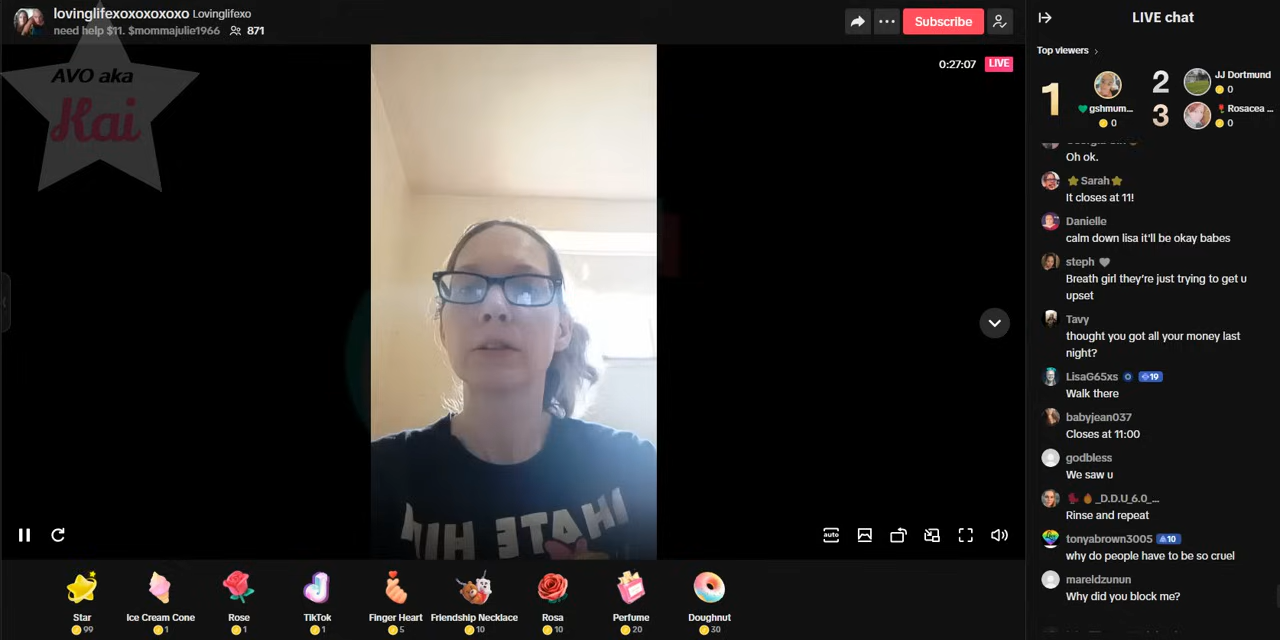 lovinglifexoxoxoxoxo Lovinglifexo
need help $11. $mommajulie1966 871
Subscribe
AVO aka
Kai
0:27:07 LIVE
LIVE chat
Top viewers
1 gshmum... 0
2 JJ Dortmund 0
3 Rosacea ... 0
Oh ok.
Sarah
It closes at 11!
Danielle
calm down lisa it'll be okay babes
steph
Breath girl they're just trying to get u
upset
Tavy
thought you got all your money last
night?
LisaG65xs 19
Walk there
babyjean037
Closes at 11:00
godbless
We saw u
_D.D.U_6.0_...
Rinse and repeat
tonyabrown3005 10
why do people have to be so cruel
mareldzunun
Why did you block me?
auto
Star
99
Ice Cream Cone
1
Rose
1
TikTok
1
Finger Heart
5
Friendship Necklace
10
Rosa
10
Perfume
20
Doughnut
30